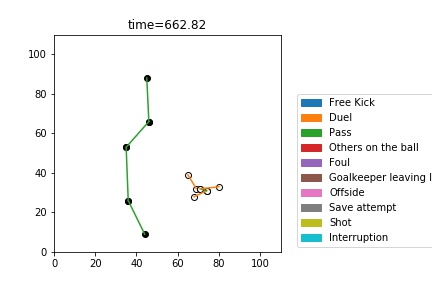 time=662.82
100
80
60
40
20
0
0 20 40 60 80 100
Free Kick
Duel
Pass
Others on the ball
Foul
Goalkeeper leaving l
Offside
Save attempt
Shot
Interruption